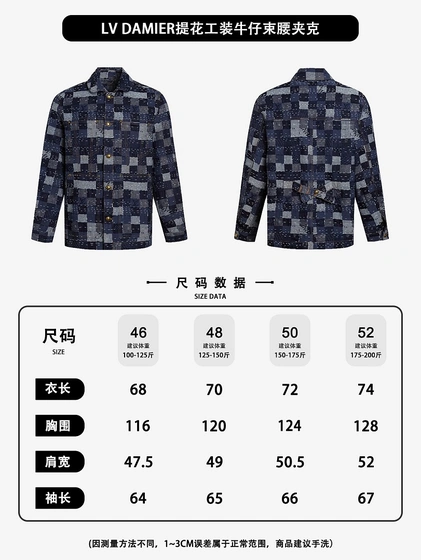 LV DAMIER提花工装牛仔束腰夹克
尺码数据
SIZE DATA
尺码 46 48 50 52
SIZE 建议体重 建议体重 建议体重 建议体重
100-125斤 125-150斤 150-175斤 175-200斤
衣长 68 70 72 74
胸围 116 120 124 128
肩宽 47.5 49 50.5 52
袖长 64 65 66 67
(因测量方法不同，1~3CM误差属于正常范围，商品建议手洗)